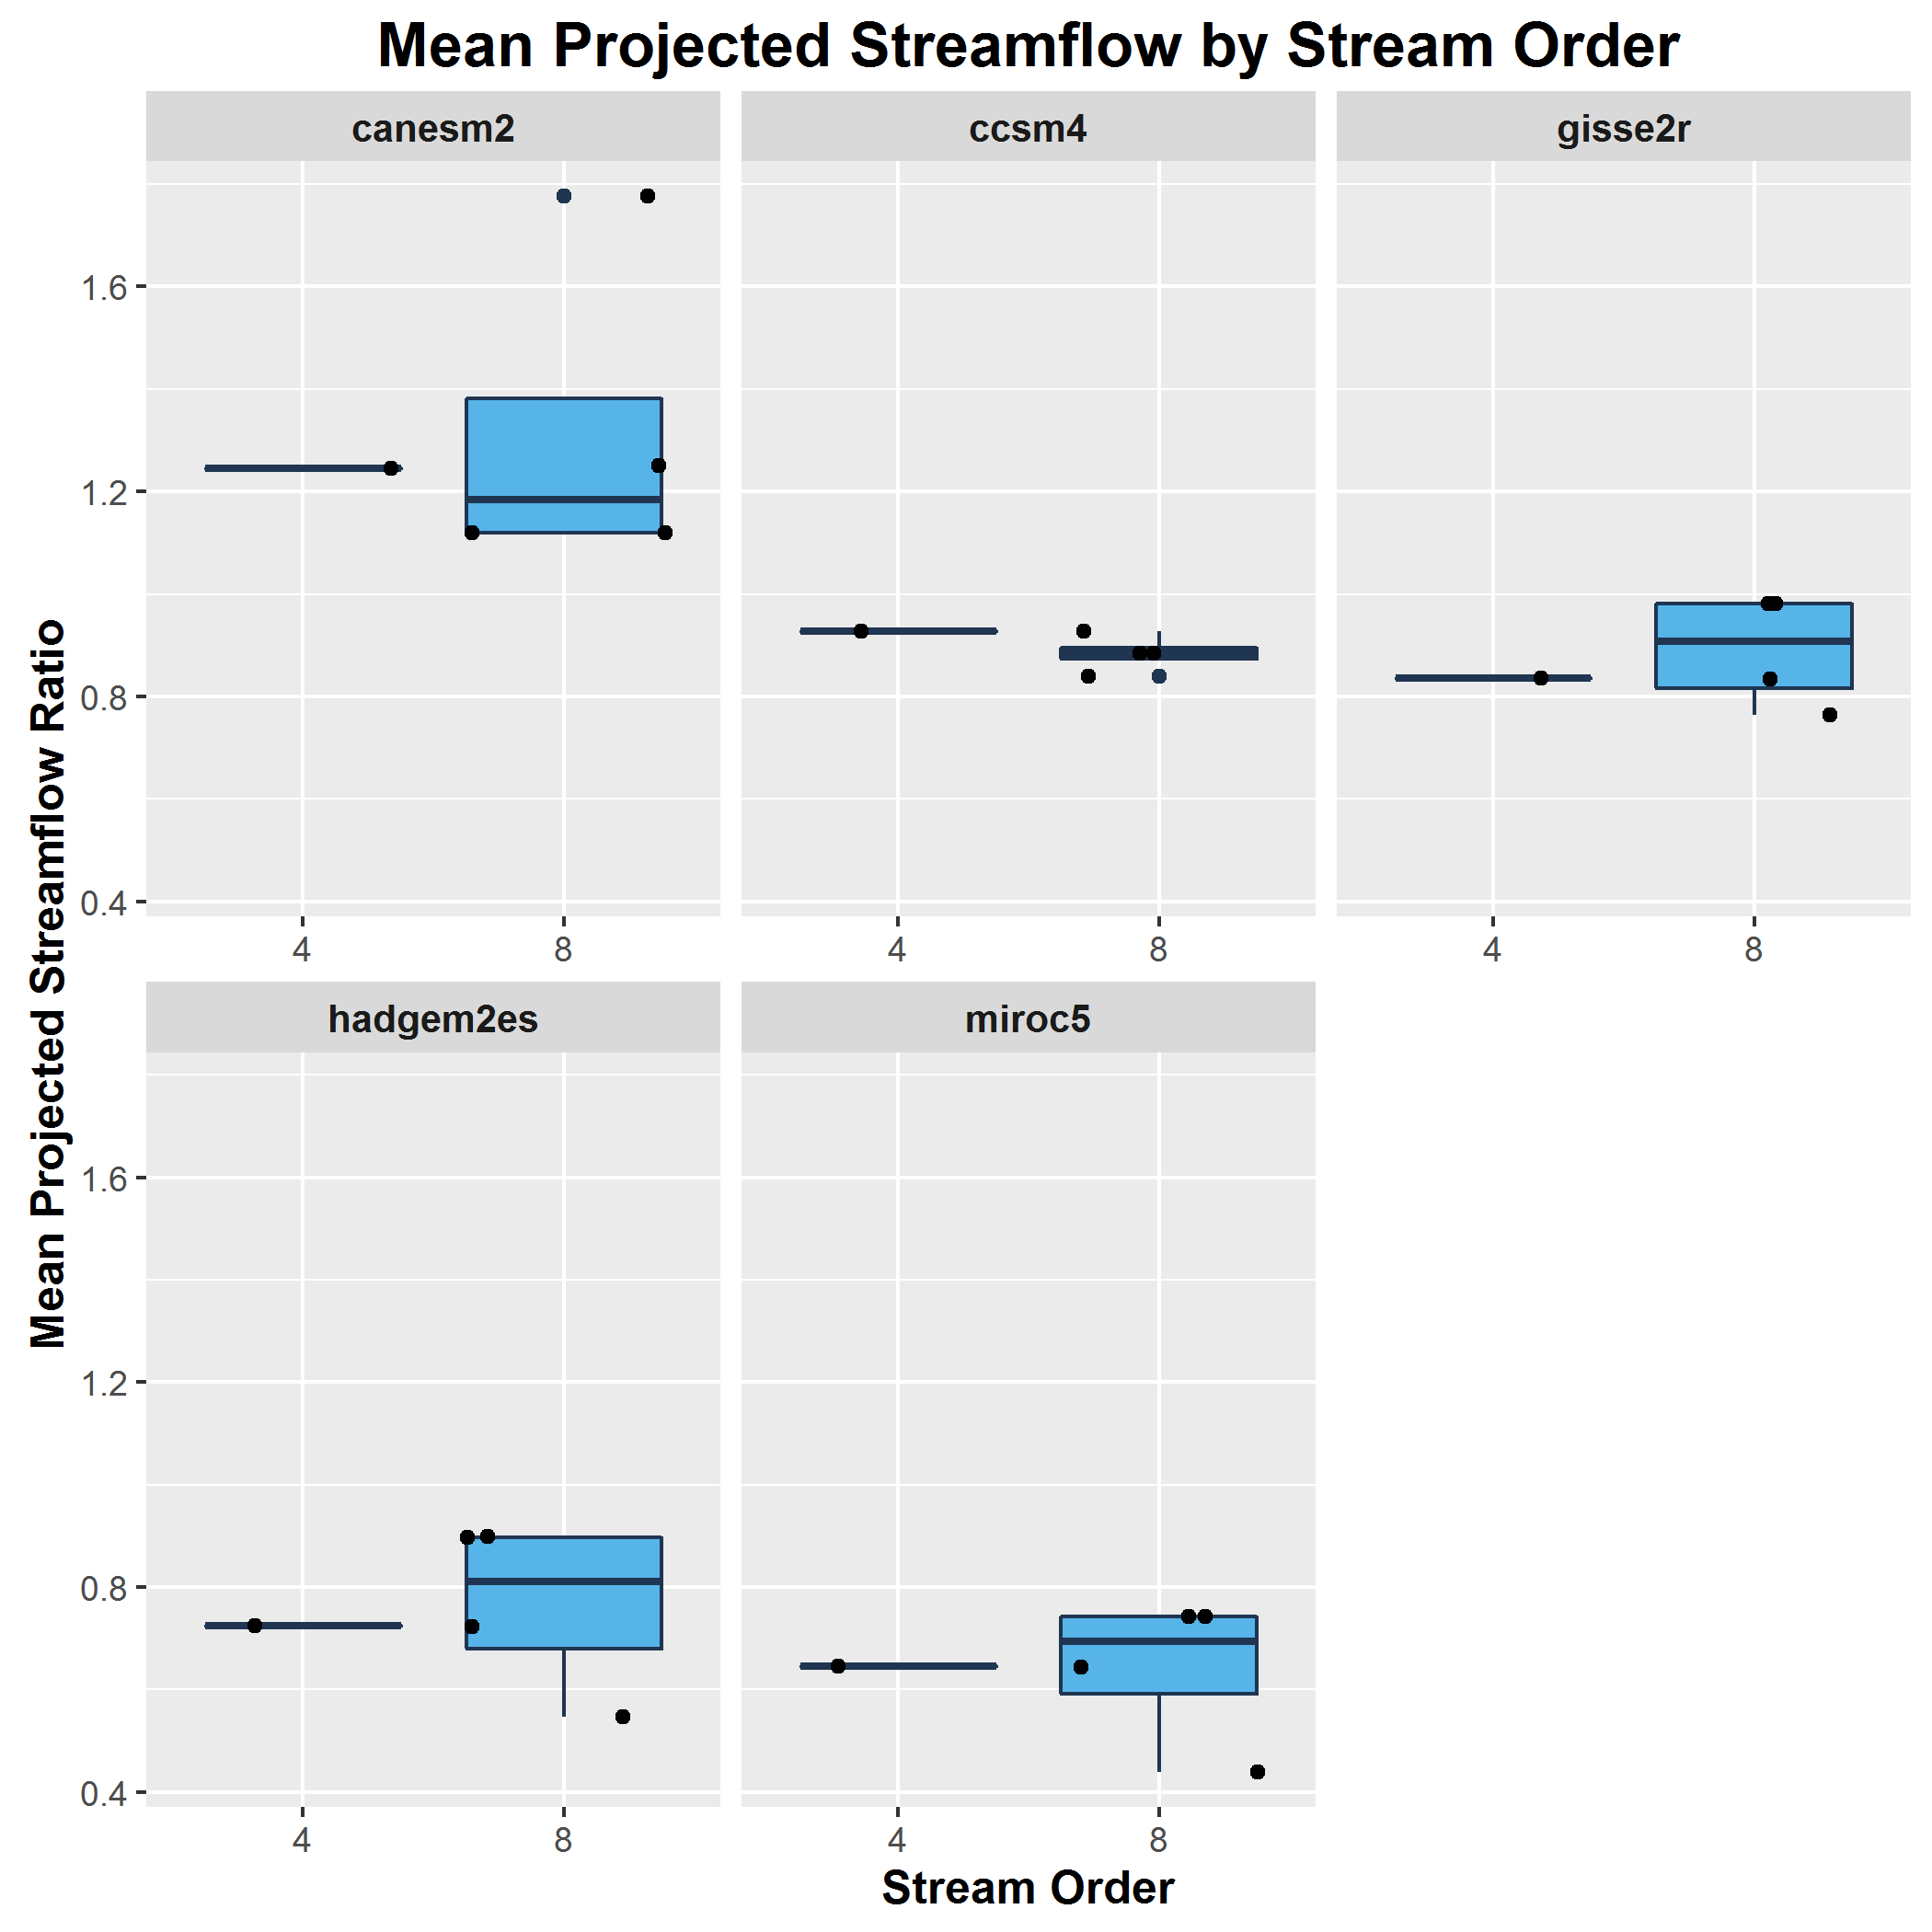 Mean Projected Streamflow by Stream Order
canesm2
ccsm4
gisse2r
Mean Projected Streamflow Ratio
1.6
1.2
0.8
0.4
4
8
4
8
4
8
hadgem2es
miroc5
1.6
1.2
0.8
0.4
4
8
4
8
Stream Order